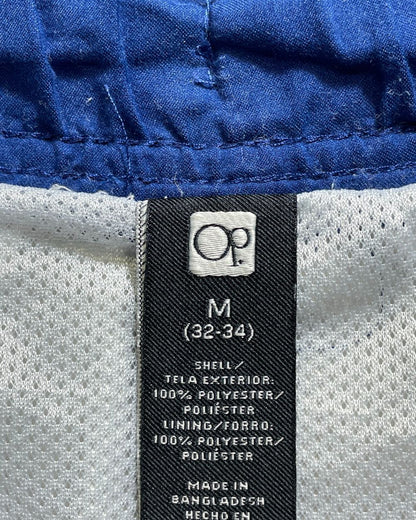 Op.
M
(32-34)
SHELL/
TELA EXTERIOR:
100% POLYESTER/
POLIÉSTER
LINING/FORRO:
100% POLYESTER/
POLIÉSTER
MADE IN
BANGLADESH
HECHO EN